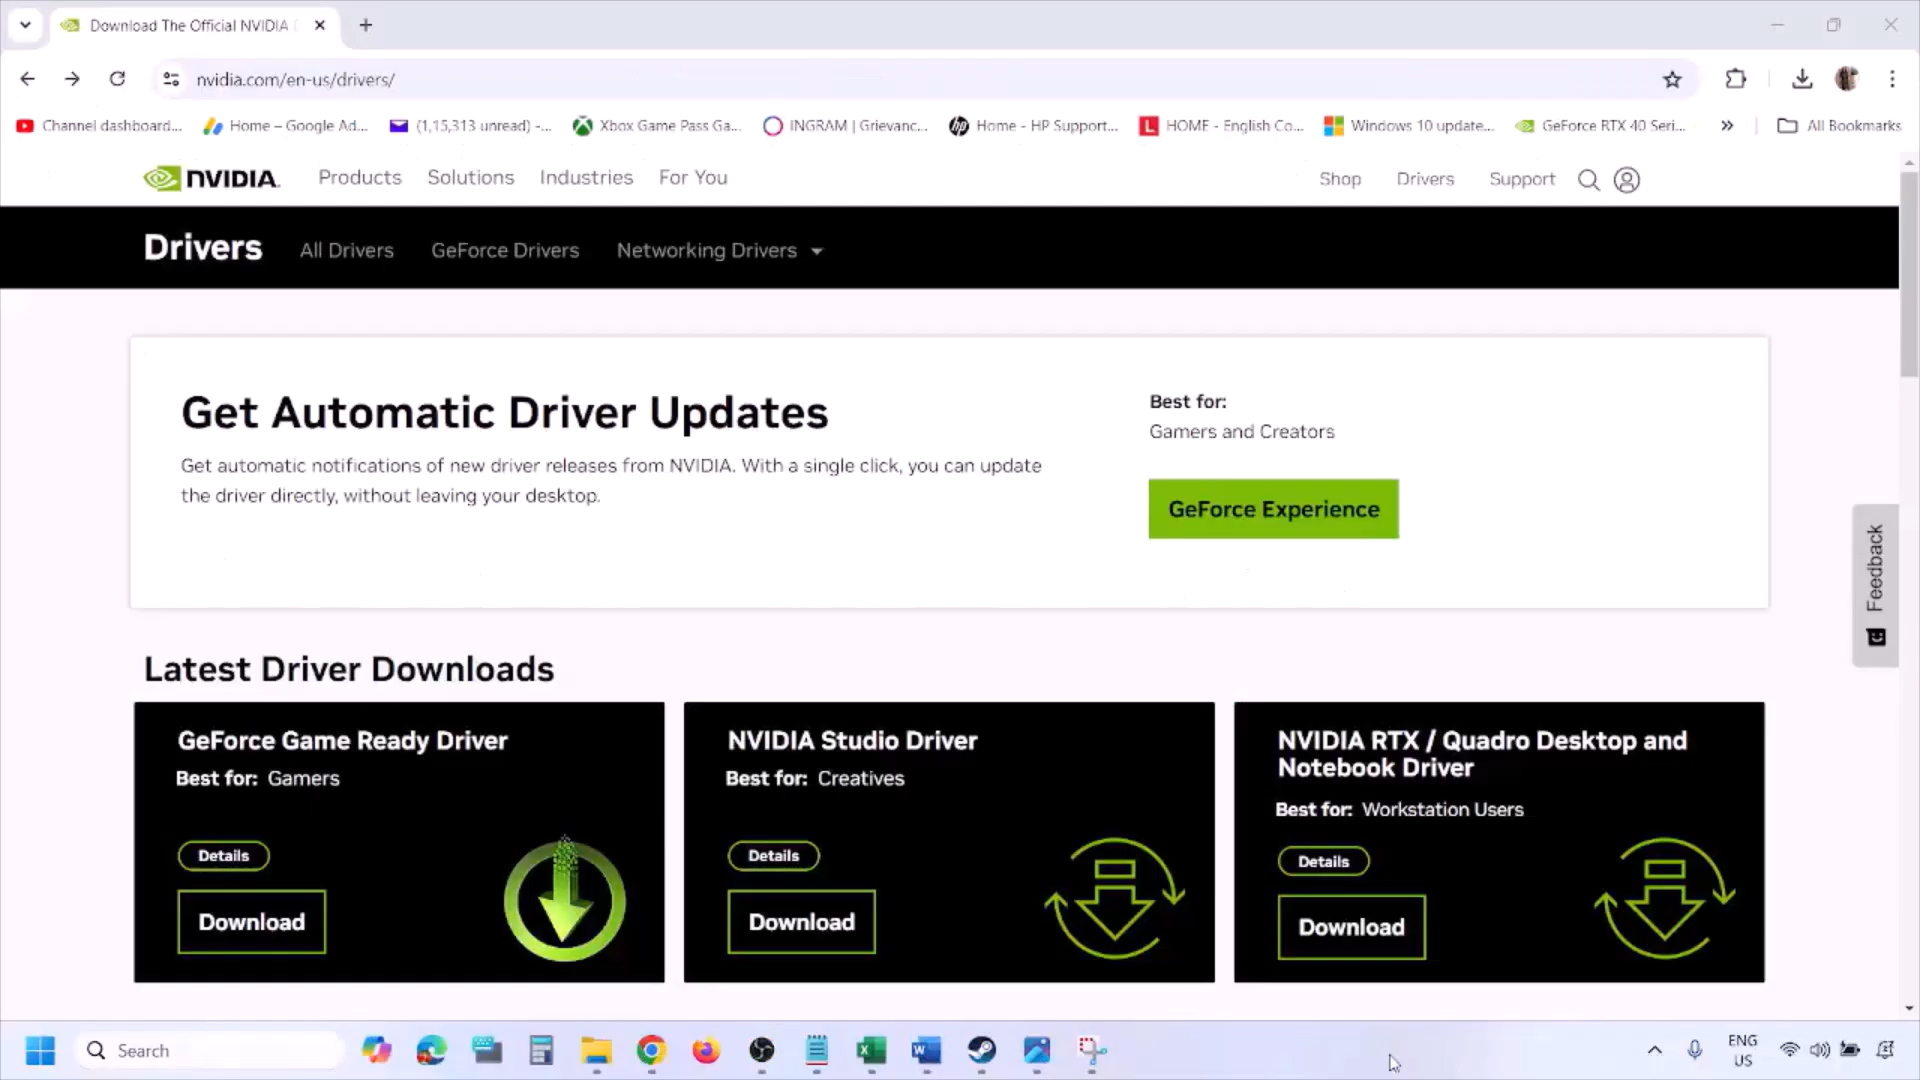 Download The Official NVIDIA
nvidia.com/en-us/drivers/
Channel dashboard...
Home – Google Ad...
(1,15,313 unread) -...
Xbox Game Pass Ga...
INGRAM | Grievanc...
Home - HP Support...
HOME - English Co...
Windows 10 update...
GeForce RTX 40 Seri...
All Bookmarks
NVIDIA.
Products
Solutions
Industries
For You
Shop
Drivers
Support
Drivers
All Drivers
GeForce Drivers
Networking Drivers
Get Automatic Driver Updates
Get automatic notifications of new driver releases from NVIDIA. With a single click, you can update
the driver directly, without leaving your desktop.
Best for:
Gamers and Creators
GeForce Experience
Feedback
Latest Driver Downloads
GeForce Game Ready Driver
Best for: Gamers
Details
Download
NVIDIA Studio Driver
Best for: Creatives
Details
Download
NVIDIA RTX / Quadro Desktop and
Notebook Driver
Best for: Workstation Users
Details
Download
Search
ENG
US